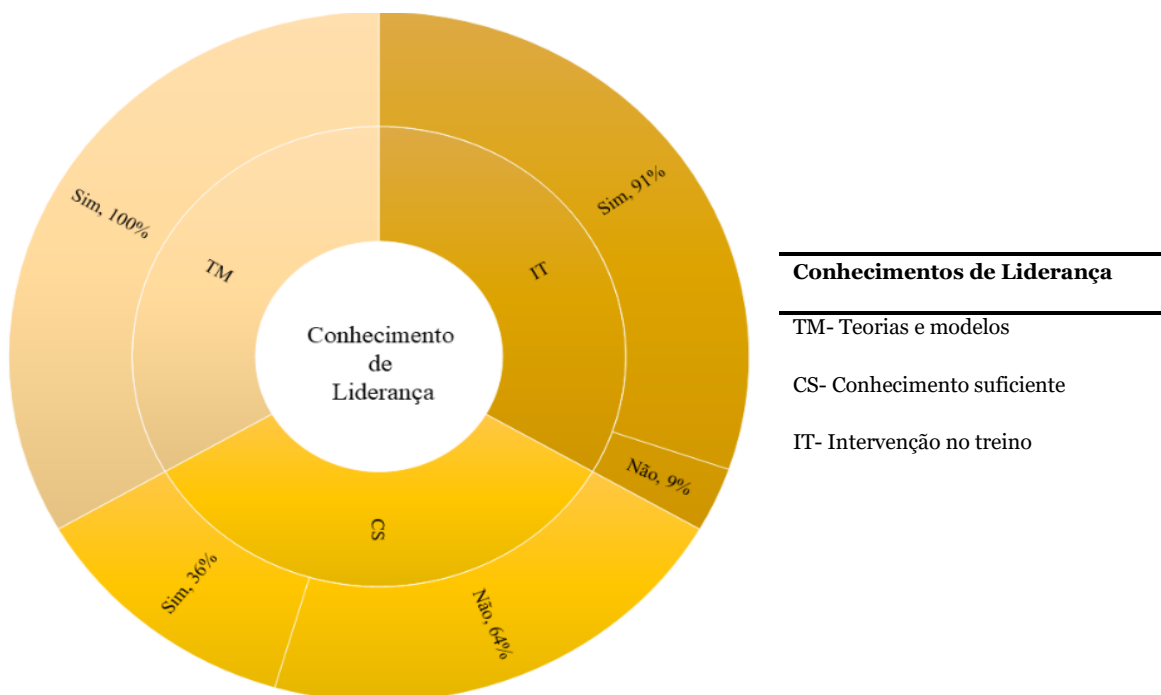 Sim, 100%
TM
Sim, 91%
IT
Não, 9%
Conhecimento
de
Liderança
CS
Sim, 36%
Não, 64%
Conhecimentos de Liderança
TM- Teorias e modelos
CS- Conhecimento suficiente
IT- Intervenção no treino